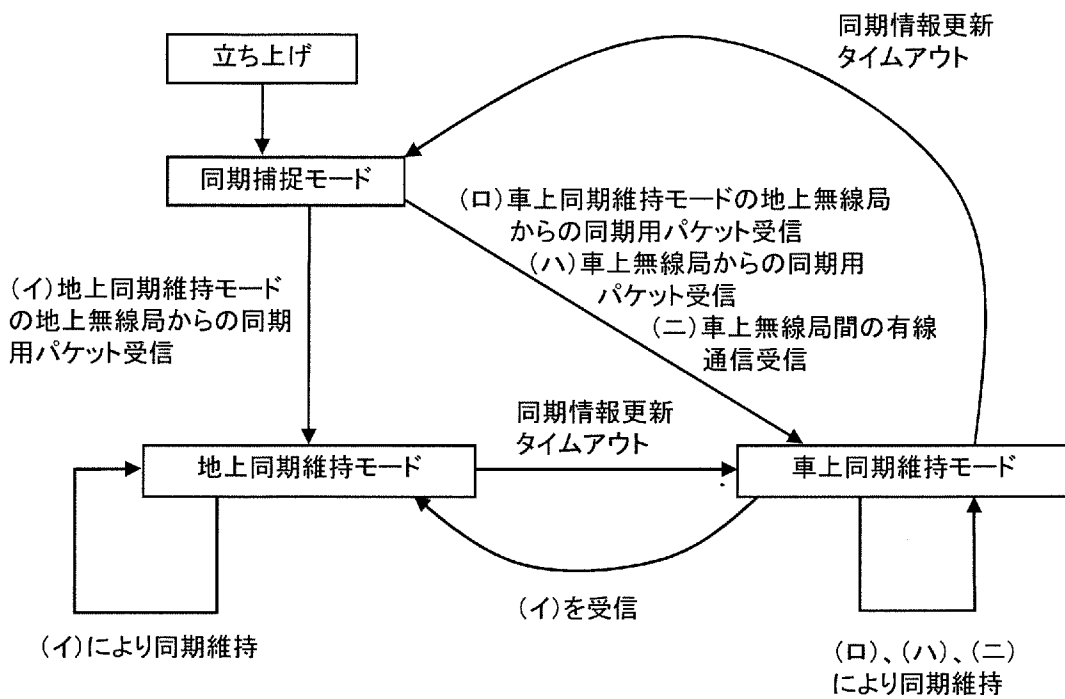 立ち上げ
同期情報更新
タイムアウト
同期捕捉モード
(ロ)車上同期維持モードの地上無線局
からの同期用パケット受信
(ハ)車上無線局からの同期用
パケット受信
(ニ)車上無線局間の有線
通信受信
(イ)地上同期維持モード
の地上無線局からの同期
用パケット受信
同期情報更新
タイムアウト
地上同期維持モード
車上同期維持モード
(イ)を受信
(イ)により同期維持
(ロ)、(ハ)、(ニ)
により同期維持